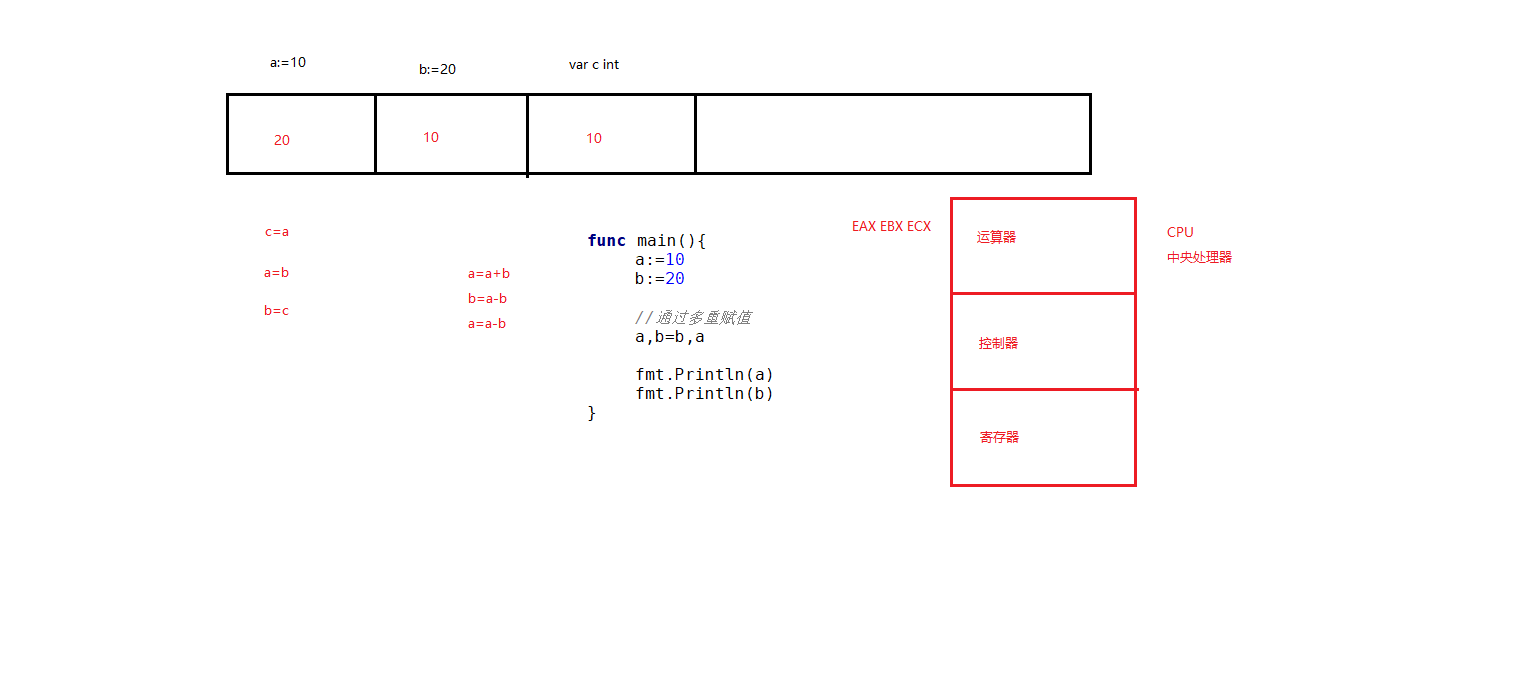 a:=10
b:=20
var c int
20
10
10
c=a
a=b
b=c
a=a+b
b=a-b
a=a-b
func main(){
a:=10
b:=20
//通过多重赋值
a,b=b,a
fmt.Println(a)
fmt.Println(b)
}
EAX EBX ECX
运算器
控制器
寄存器
CPU
中央处理器